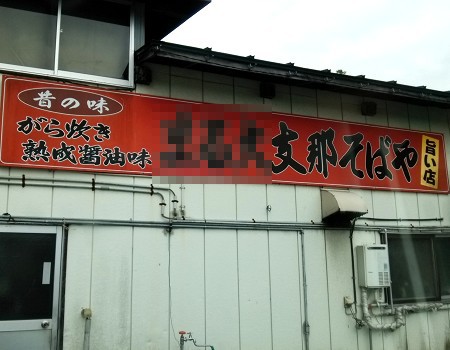 昔の味
がら炊き
熟成醤油味
支那そばや
旨い店